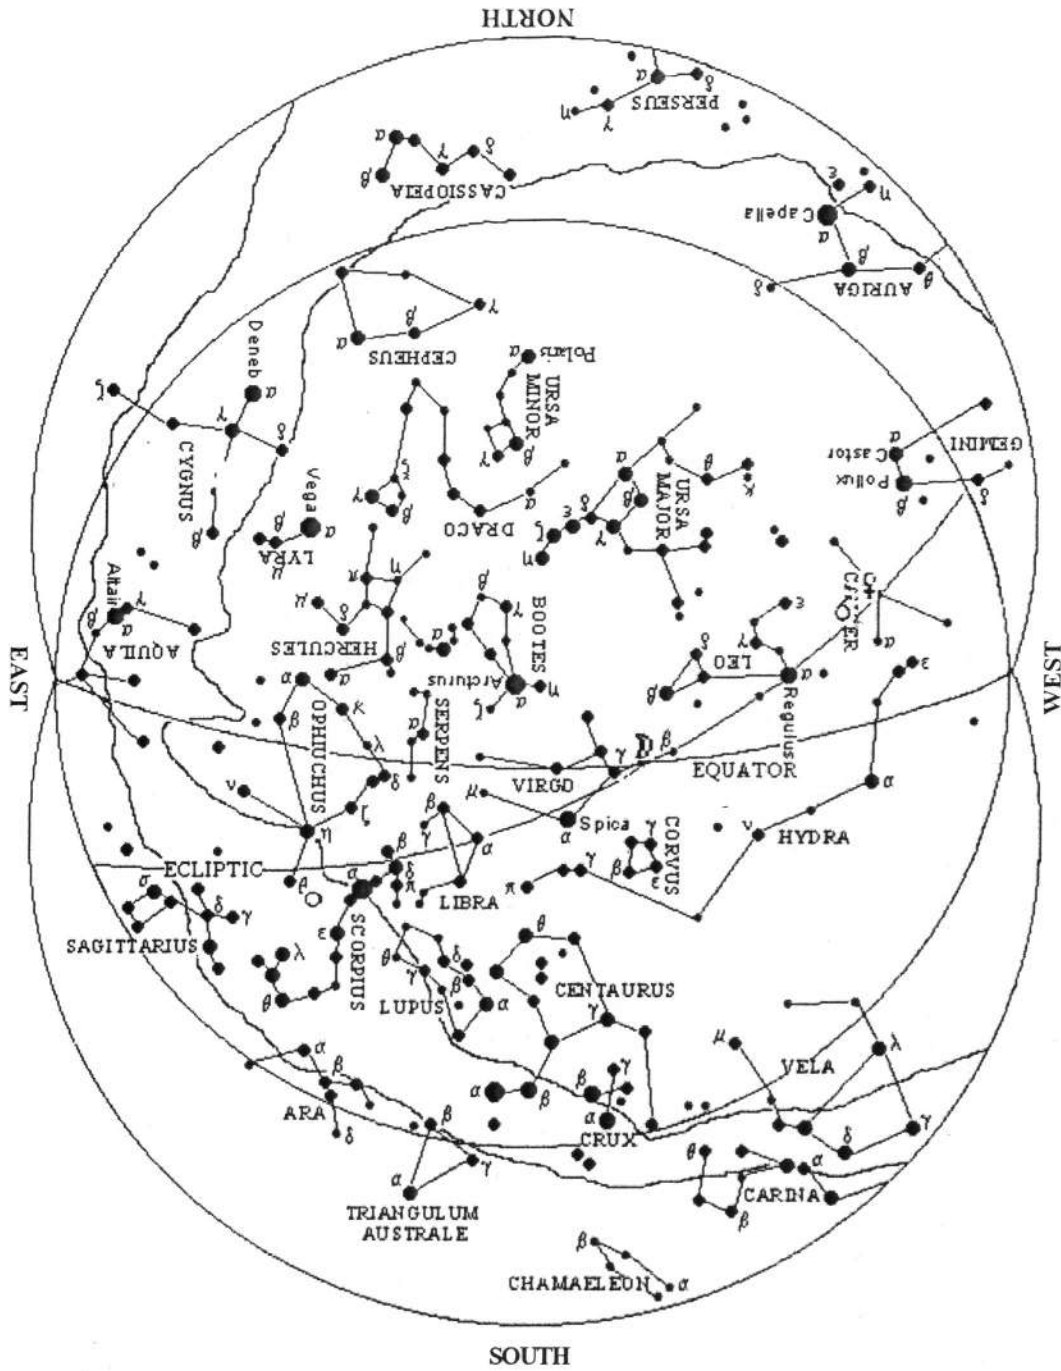 NORTH
α
δ
PERSEUS
η
γ
α
γ
δ
β
CASSIOPEIA
ε
η
Capella
α
β
θ
AURIGA
δ
γ
β
α
CEPHEUS
Deneb
α
Polaris
α
URSA
MINOR
β
γ
ζ
γ
δ
CYGNUS
β
Vega
α
β
LYRA
μ
ξ
γ
β
DRACO
α
α
β
URSA
MAJOR
θ
κ
δ
γ
ε
ζ
η
GEMINI
α
Castor
Pollux
β
δ
Altair
β
γ
α
AQUILA
π
η
μ
δ
HERCULES
β
α
β
γ
BOOTES
Arcturus
η
ζ
ε
γ
δ
LEO
β
α
Regulus
α
ε
EAST
WEST
α
β
κ
OPHIUCHUS
λ
δ
ζ
ν
η
θ
SERPENS
α
β
γ
VIRGO
EQUATOR
μ
α
Spica
γ
CORVUS
β
ε
α
ν
HYDRA
β
γ
α
LIBRA
γ
π
ECLIPTIC
β
δ
π
α
SCORPIUS
ε
λ
θ
σ
δ
γ
SAGITTARIUS
θ
δ
γ
β
α
LUPUS
θ
CENTAURUS
γ
α
β
γ
β
α
CRUX
μ
λ
VELA
γ
δ
α
β
ARA
δ
β
γ
α
TRIANGULUM
AUSTRALE
θ
α
CARINA
β
β
CHAMAELEON
α
SOUTH